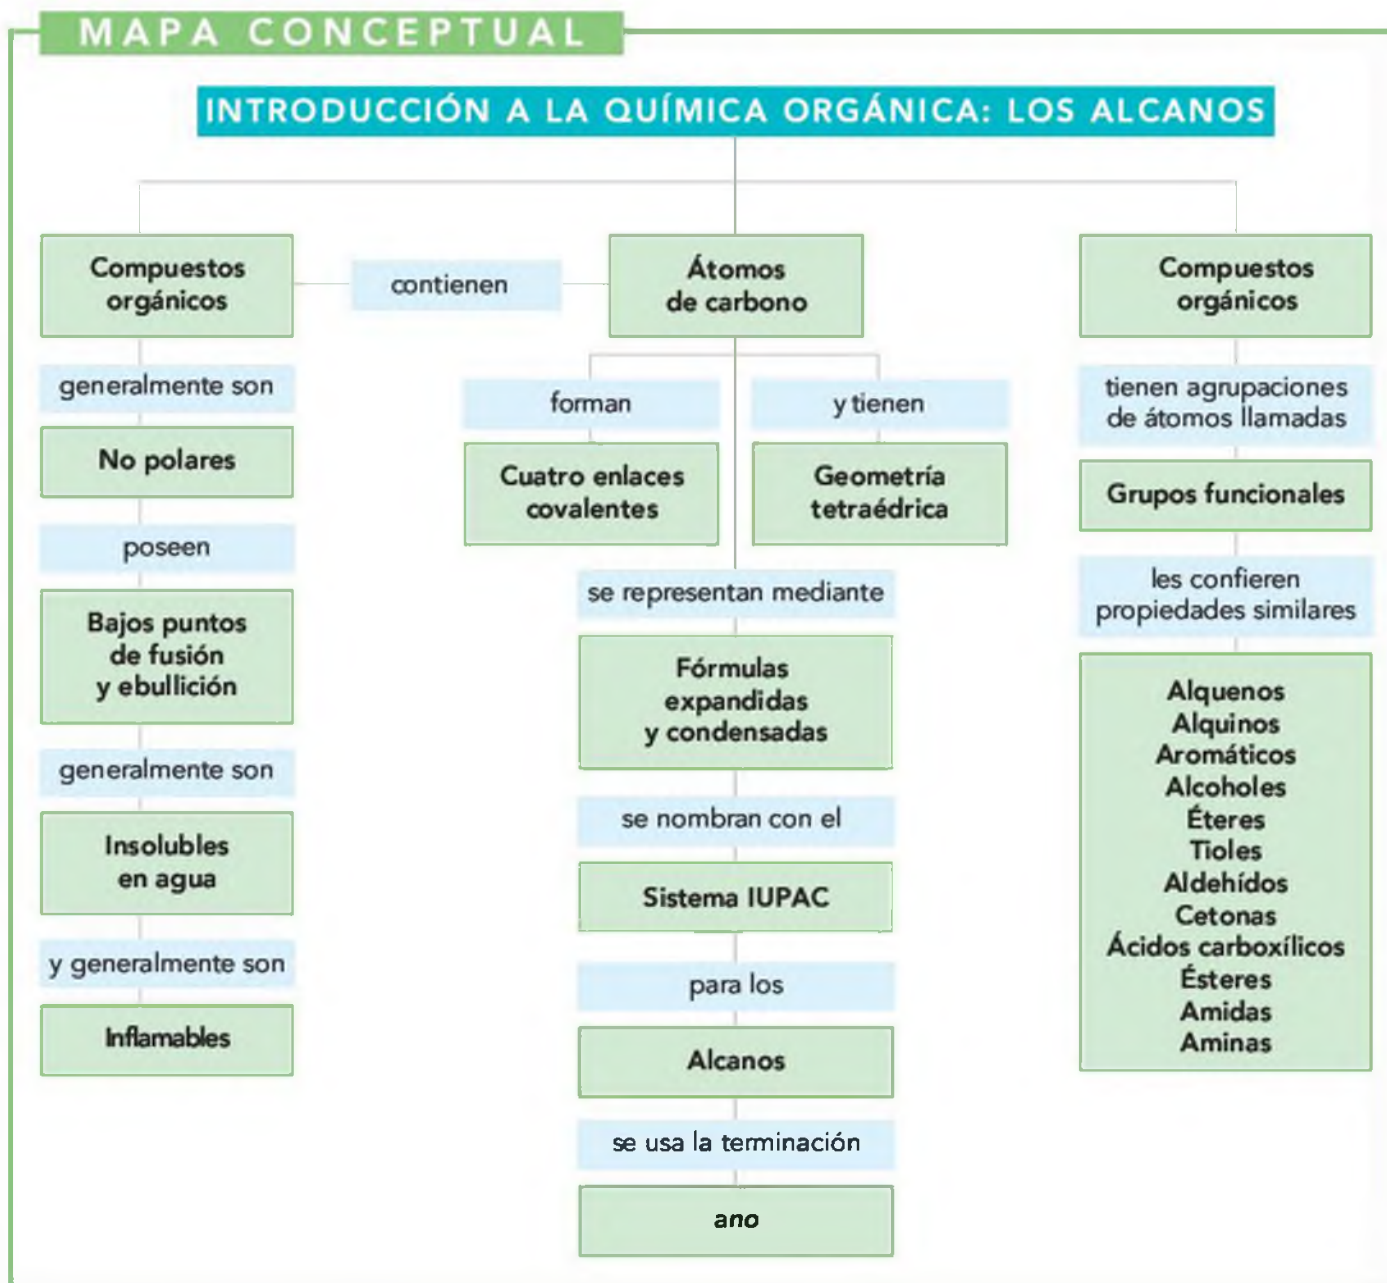 MAPA CONCEPTUAL
INTRODUCCIÓN A LA QUÍMICA ORGÁNICA: LOS ALCANOS
Compuestos
orgánicos
contienen
Átomos
de carbono
Compuestos
orgánicos
generalmente son
No polares
poseen
Bajos puntos
de fusión
y ebullición
generalmente son
Insolubles
en agua
y generalmente son
Inflamables
forman
Cuatro enlaces
covalentes
y tienen
Geometría
tetraédrica
se representan mediante
Fórmulas
expandidas
y condensadas
se nombran con el
Sistema IUPAC
para los
Alcanos
se usa la terminación
ano
tienen agrupaciones
de átomos llamadas
Grupos funcionales
les confieren
propiedades similares
Alquenos
Alquinos
Aromáticos
Alcoholes
Éteres
Tioles
Aldehídos
Cetonas
Ácidos carboxílicos
Ésteres
Amidas
Aminas